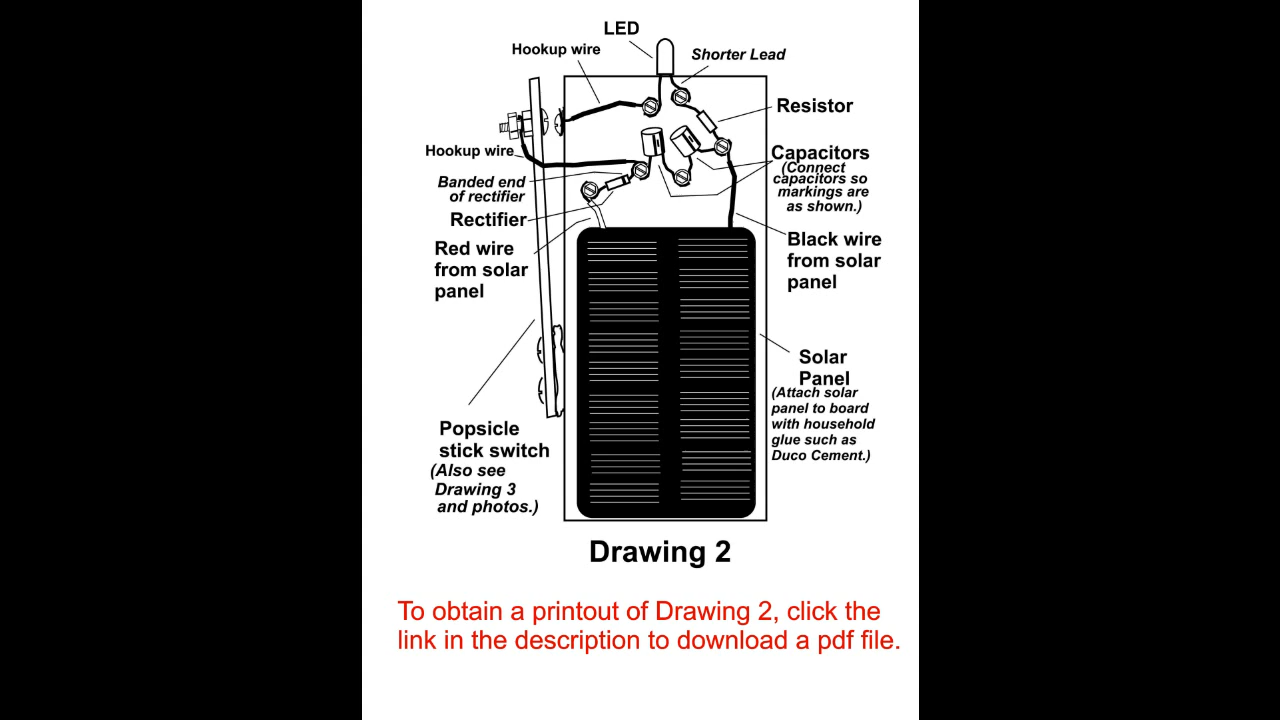 LED
Hookup wire
Shorter Lead
Resistor
Hookup wire
Capacitors
(Connect
capacitors so
markings are
as shown.)
Banded end
of rectifier
Rectifier
Red wire
from solar
panel
Black wire
from solar
panel
Solar
Panel
(Attach solar
panel to board
with household
glue such as
Duco Cement.)
Popsicle
stick switch
(Also see
Drawing 3
and photos.)
Drawing 2
To obtain a printout of Drawing 2, click the
link in the description to download a pdf file.